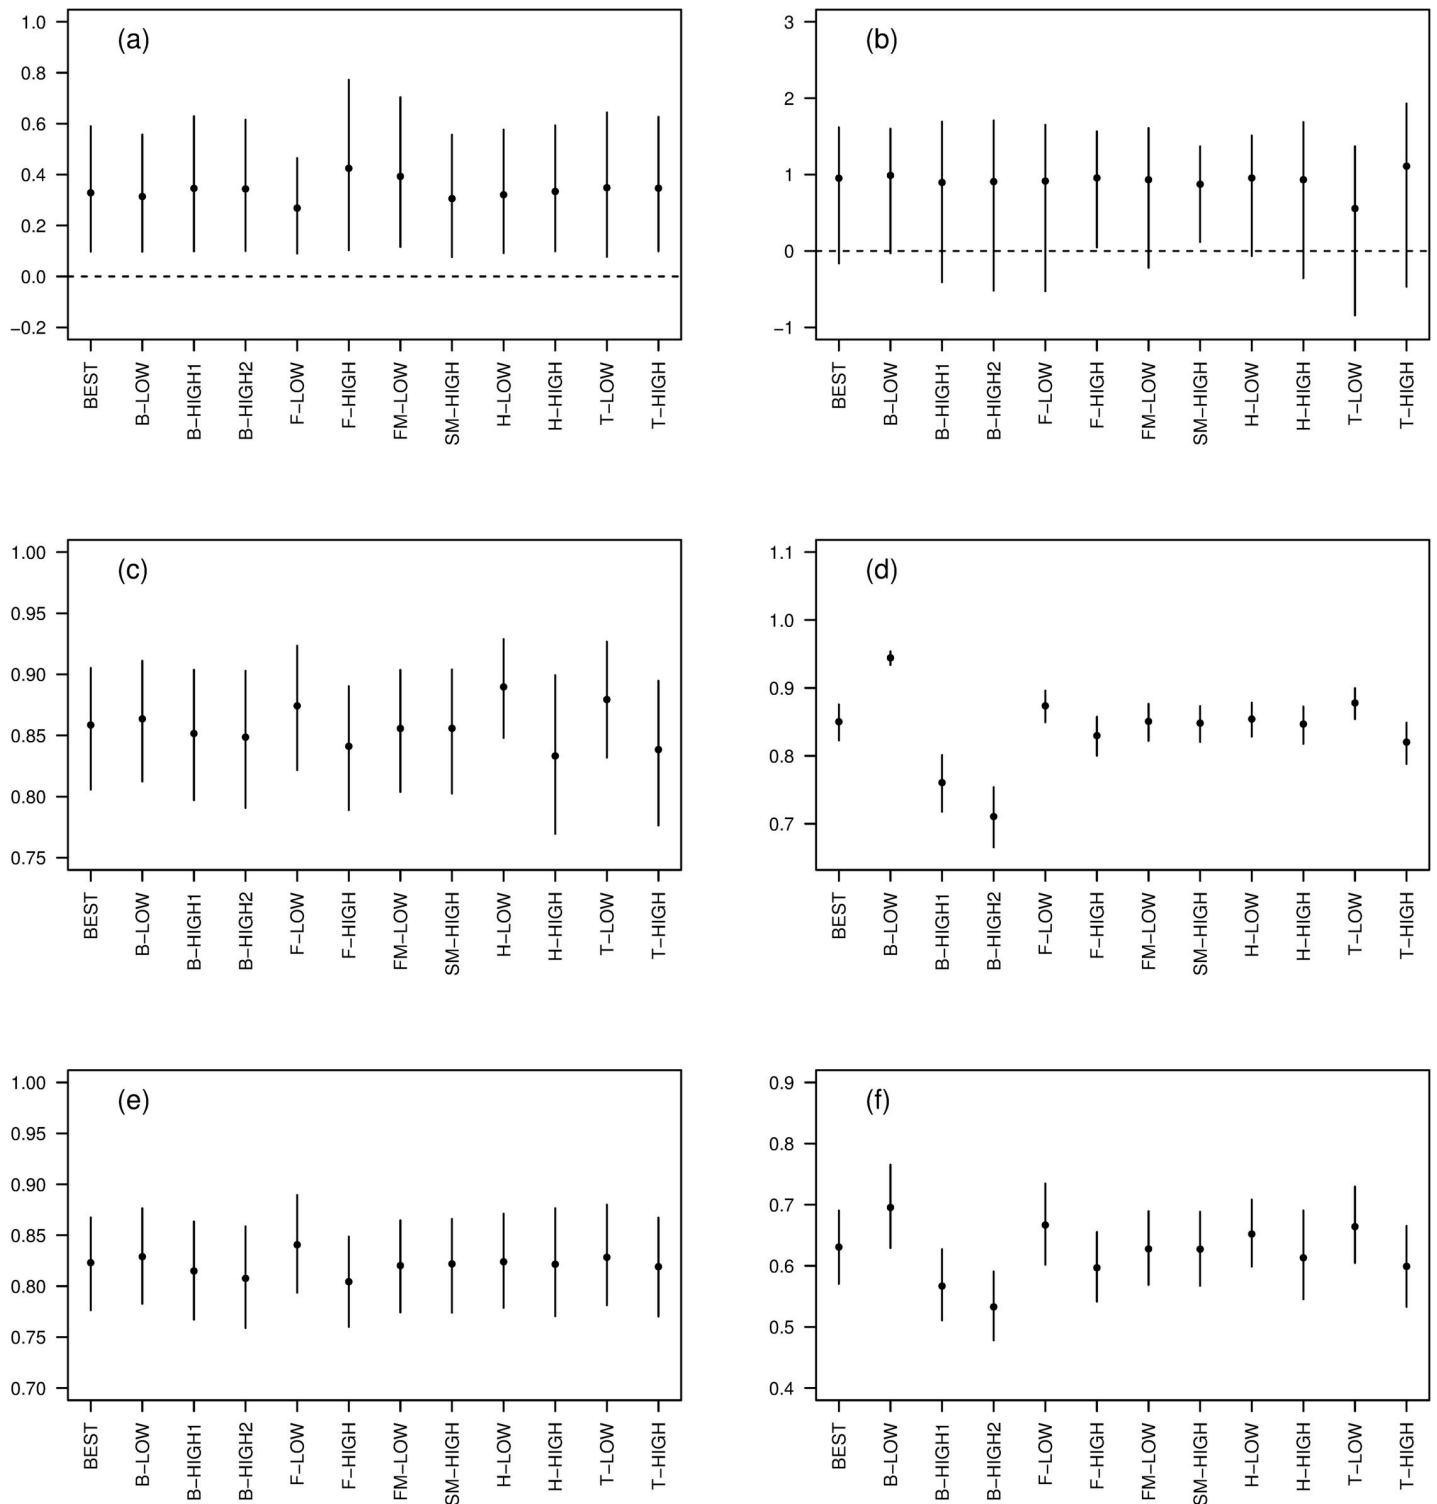 (a)
1.0
0.8
0.6
0.4
0.2
0.0
−0.2
BEST
B−LOW
B−HIGH1
B−HIGH2
F−LOW
F−HIGH
FM−LOW
SM−HIGH
H−LOW
H−HIGH
T−LOW
T−HIGH
(b)
3
2
1
0
−1
BEST
B−LOW
B−HIGH1
B−HIGH2
F−LOW
F−HIGH
FM−LOW
SM−HIGH
H−LOW
H−HIGH
T−LOW
T−HIGH
(c)
1.00
0.95
0.90
0.85
0.80
0.75
BEST
B−LOW
B−HIGH1
B−HIGH2
F−LOW
F−HIGH
FM−LOW
SM−HIGH
H−LOW
H−HIGH
T−LOW
T−HIGH
(d)
1.1
1.0
0.9
0.8
0.7
BEST
B−LOW
B−HIGH1
B−HIGH2
F−LOW
F−HIGH
FM−LOW
SM−HIGH
H−LOW
H−HIGH
T−LOW
T−HIGH
(e)
1.00
0.95
0.90
0.85
0.80
0.75
0.70
BEST
B−LOW
B−HIGH1
B−HIGH2
F−LOW
F−HIGH
FM−LOW
SM−HIGH
H−LOW
H−HIGH
T−LOW
T−HIGH
(f)
0.9
0.8
0.7
0.6
0.5
0.4
BEST
B−LOW
B−HIGH1
B−HIGH2
F−LOW
F−HIGH
FM−LOW
SM−HIGH
H−LOW
H−HIGH
T−LOW
T−HIGH